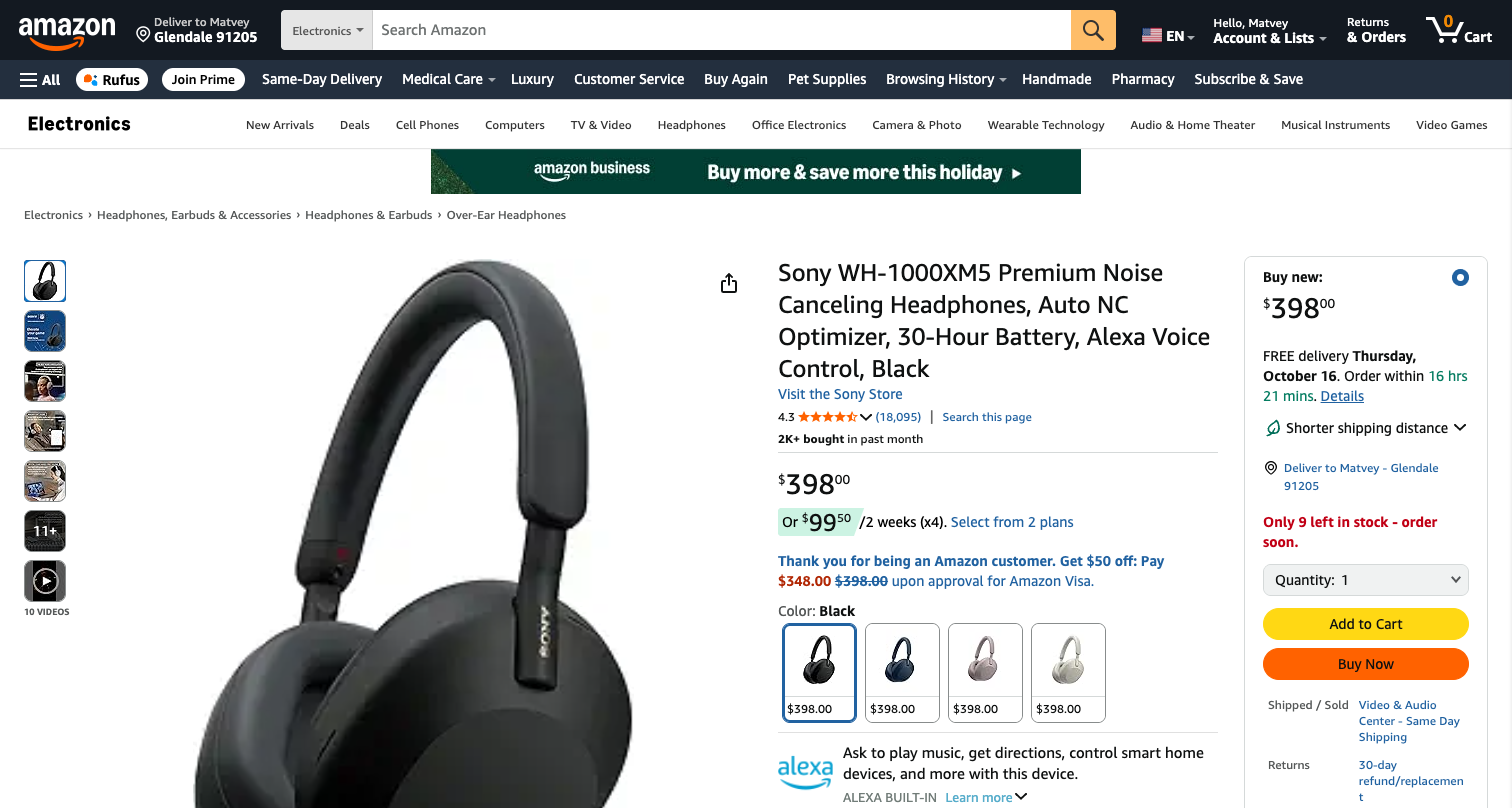 amazon
Deliver to Matvey
Glendale 91205
Electronics
Search Amazon
EN
Hello, Matvey
Account & Lists
Returns
& Orders
0
Cart
All
Rufus
Join Prime
Same-Day Delivery
Medical Care
Luxury
Customer Service
Buy Again
Pet Supplies
Browsing History
Handmade
Pharmacy
Subscribe & Save
Electronics
New Arrivals
Deals
Cell Phones
Computers
TV & Video
Headphones
Office Electronics
Camera & Photo
Wearable Technology
Audio & Home Theater
Musical Instruments
Video Games
amazon business
Buy more & save more this holiday
Electronics › Headphones, Earbuds & Accessories › Headphones & Earbuds › Over-Ear Headphones
11+
10 VIDEOS
SONY
Sony WH-1000XM5 Premium Noise
Canceling Headphones, Auto NC
Optimizer, 30-Hour Battery, Alexa Voice
Control, Black
Visit the Sony Store
4.3 (18,095) | Search this page
2K+ bought in past month
$39800
Or $9950 /2 weeks (x4). Select from 2 plans
Thank you for being an Amazon customer. Get $50 off: Pay
$348.00 $398.00 upon approval for Amazon Visa.
Color: Black
$398.00
$398.00
$398.00
$398.00
alexa
Ask to play music, get directions, control smart home
devices, and more with this device.
ALEXA BUILT-IN Learn more
Buy new:
$39800
FREE delivery Thursday,
October 16. Order within 16 hrs
21 mins. Details
Shorter shipping distance
Deliver to Matvey - Glendale
91205
Only 9 left in stock - order
soon.
Quantity: 1
Add to Cart
Buy Now
Shipped / Sold
Video & Audio
Center - Same Day
Shipping
Returns
30-day
refund/replacemen
t